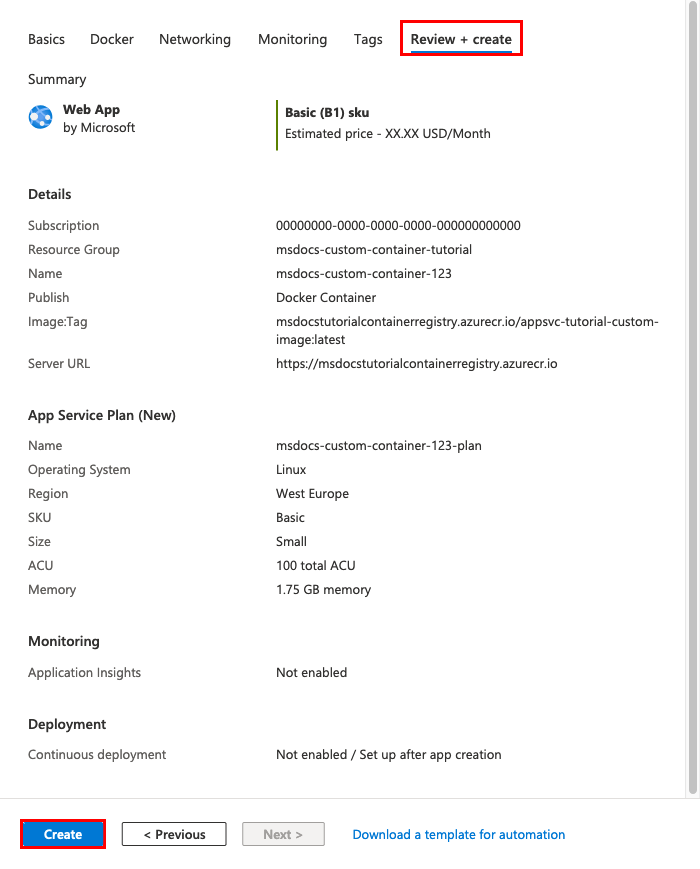 Basics Docker Networking Monitoring Tags Review + create
Summary
Web App
by Microsoft
Basic (B1) sku
Estimated price - XX.XX USD/Month
Details
Subscription 00000000-0000-0000-0000-000000000000
Resource Group msdocs-custom-container-tutorial
Name msdocs-custom-container-123
Publish Docker Container
Image:Tag msdocstutorialcontainerregistry.azurecr.io/appsvc-tutorial-custom-
image:latest
Server URL https://msdocstutorialcontainerregistry.azurecr.io
App Service Plan (New)
Name msdocs-custom-container-123-plan
Operating System Linux
Region West Europe
SKU Basic
Size Small
ACU 100 total ACU
Memory 1.75 GB memory
Monitoring
Application Insights Not enabled
Deployment
Continuous deployment Not enabled / Set up after app creation
Create < Previous Next > Download a template for automation